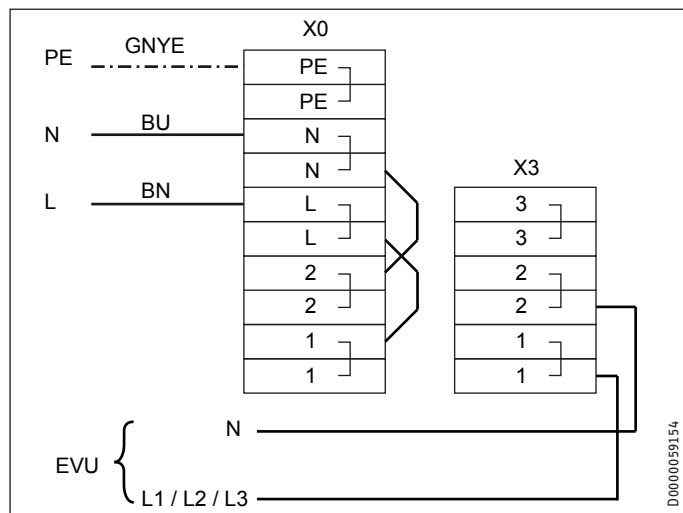 X0
PE GNYE
PE
PE
N BU
N
N
X3
L BN
L
3
L
3
2
2
2
2
1
1
1
1
N
EVU
L1 / L2 / L3
D0000059154